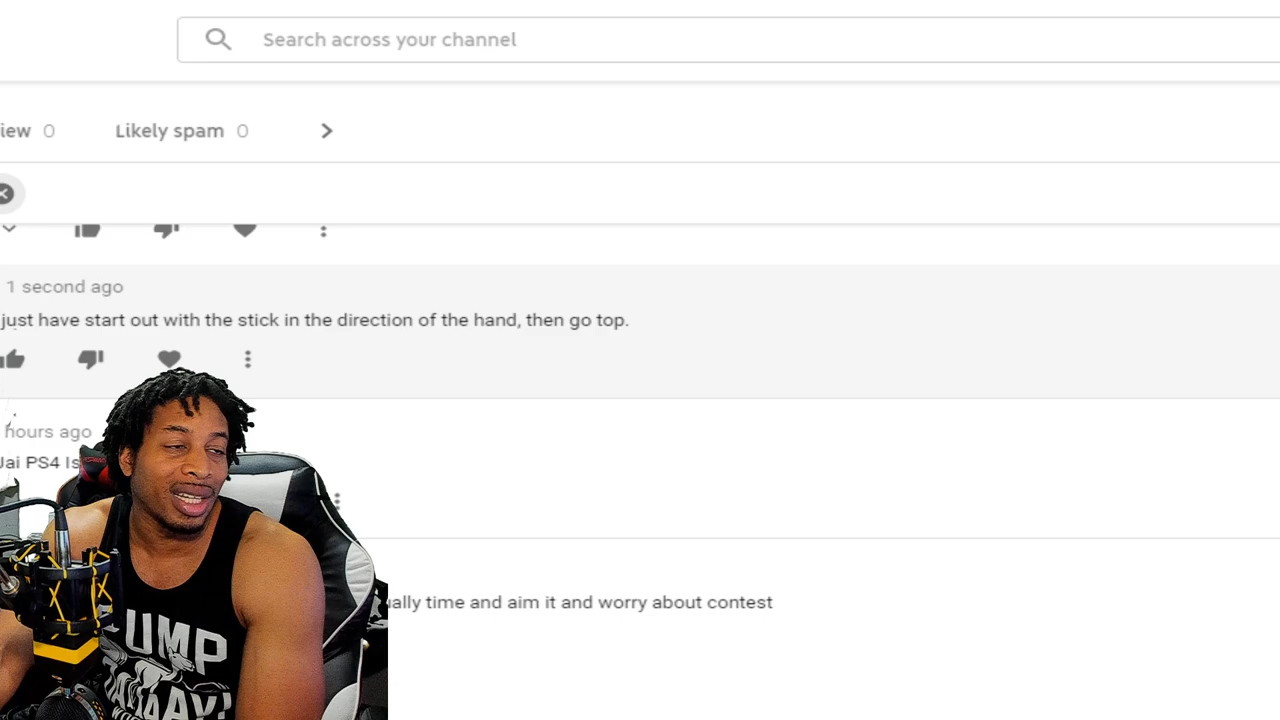 Search across your channel
iew 0 Likely spam 0
1 second ago
just have start out with the stick in the direction of the hand, then go top.
hours ago
Jai PS4 Is
ally time and aim it and worry about contest
PUMP